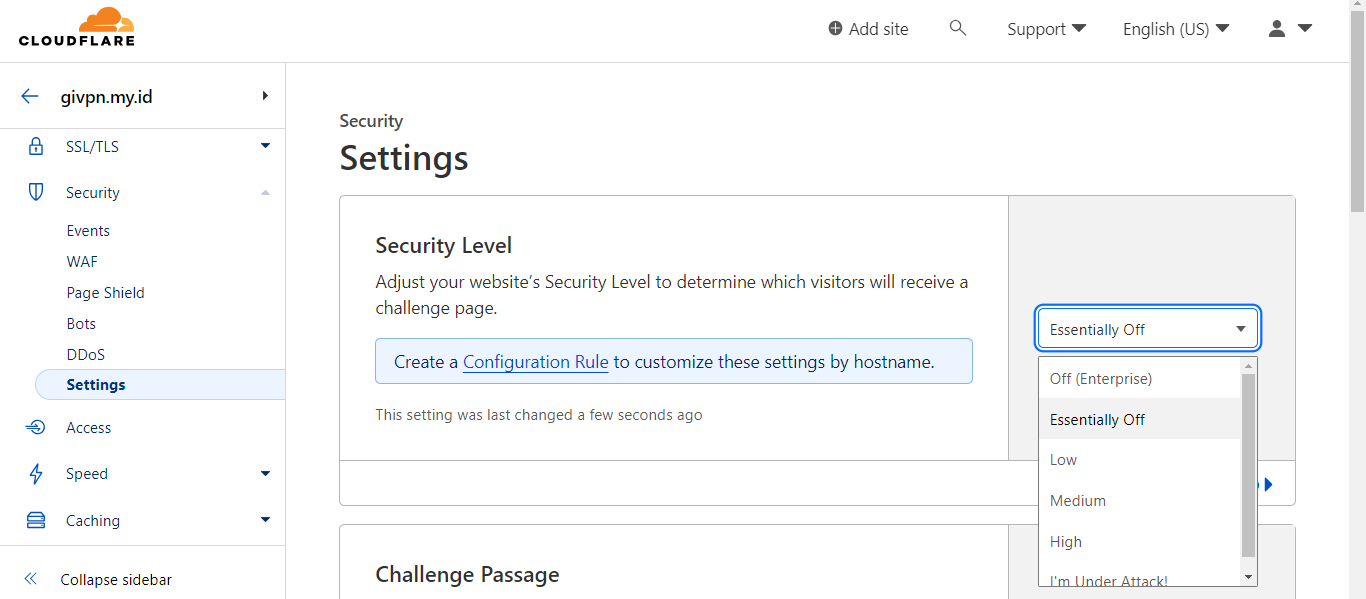 CLOUDFLARE
Add site
Support
English (US)
givpn.my.id
SSL/TLS
Security
Events
WAF
Page Shield
Bots
DDoS
Settings
Access
Speed
Caching
Collapse sidebar
Security
Settings
Security Level
Adjust your website’s Security Level to determine which visitors will receive a
challenge page.
Create a Configuration Rule to customize these settings by hostname.
This setting was last changed a few seconds ago
Essentially Off
Off (Enterprise)
Essentially Off
Low
Medium
High
I'm Under Attack!
Challenge Passage